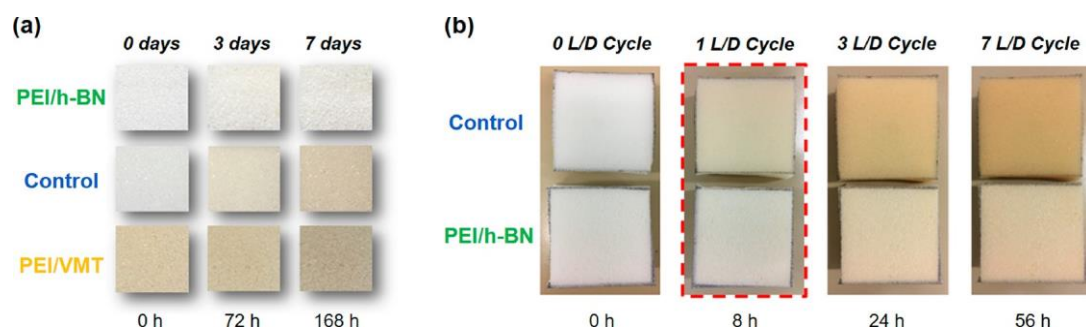 (a)
0 days 3 days 7 days
PEI/h-BN
Control
PEI/VMT
0 h 72 h 168 h
(b)
0 L/D Cycle 1 L/D Cycle 3 L/D Cycle 7 L/D Cycle
Control
PEI/h-BN
0 h 8 h 24 h 56 h